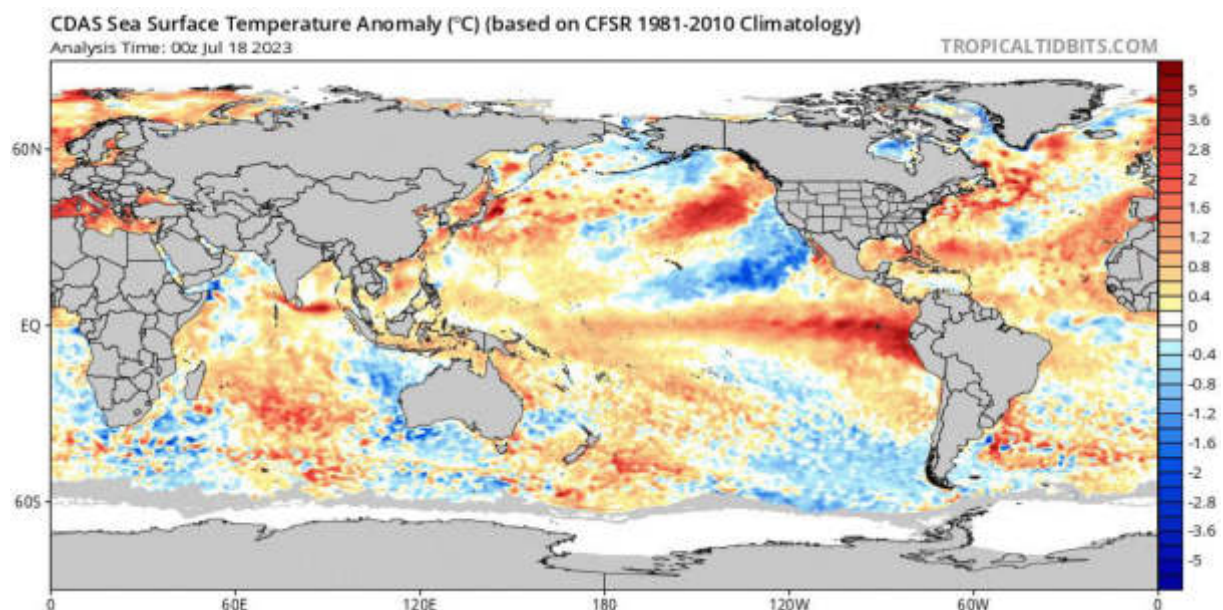 CDAS Sea Surface Temperature Anomaly (°C) (based on CFSR 1981-2010 Climatology)
Analysis Time: 00z Jul 18 2023
TROPICALTIDBITS.COM
5
3.6
2.8
2
1.6
1.2
0.8
0.4
0
-0.4
-0.8
-1.2
-1.6
-2
-2.8
-3.6
-5
60N
EQ
60S
0
60E
120E
180
120W
60W
0